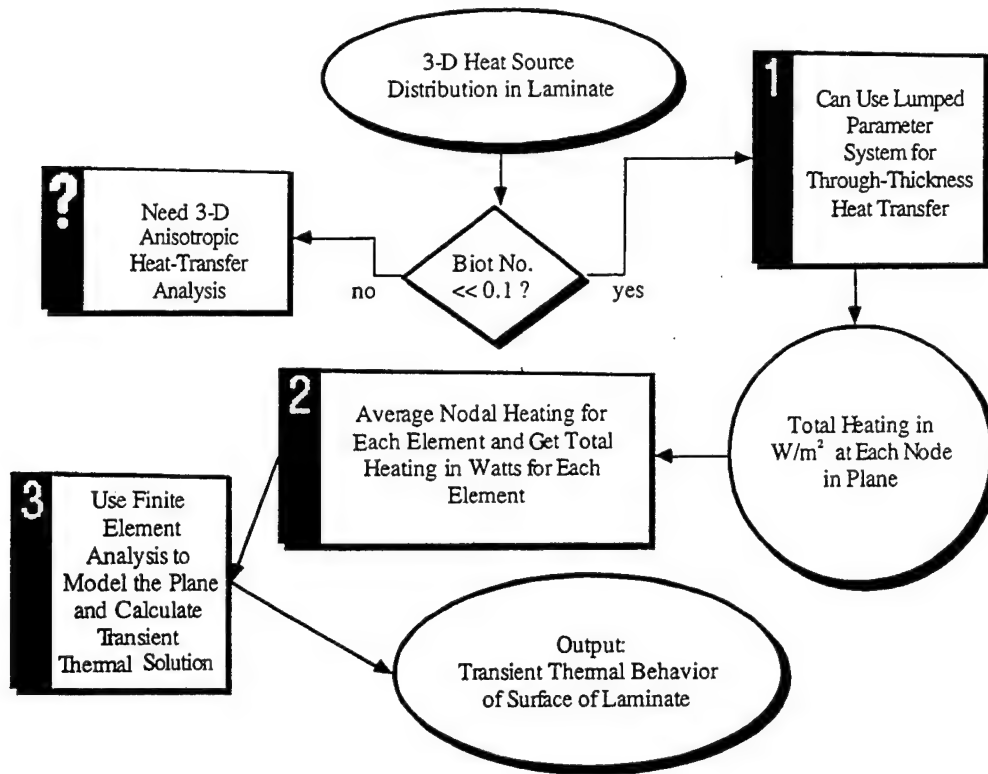 3-D Heat Source
Distribution in Laminate
1
Can Use Lumped
Parameter
System for
Through-Thickness
Heat Transfer
?
Need 3-D
Anisotropic
Heat-Transfer
Analysis
no
Biot No.
<< 0.1 ?
yes
2
Average Nodal Heating for
Each Element and Get Total
Heating in Watts for Each
Element
Total Heating in
W/m² at Each Node
in Plane
3
Use Finite
Element
Analysis to
Model the Plane
and Calculate
Transient
Thermal Solution
Output:
Transient Thermal Behavior
of Surface of Laminate